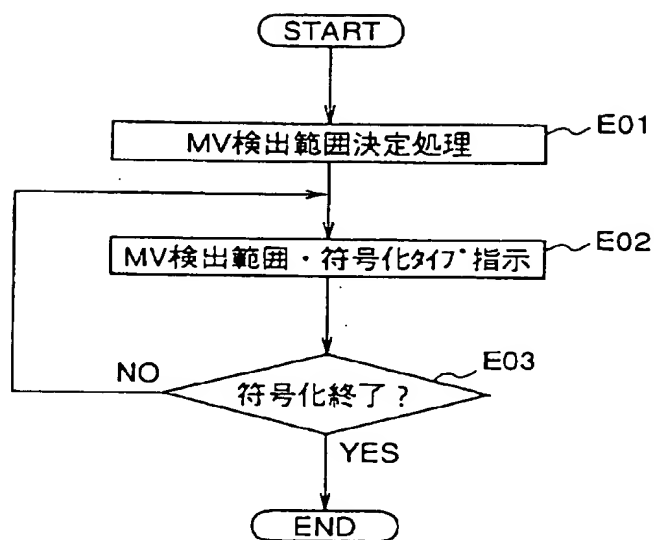 START
MV検出範囲決定処理
E01
MV検出範囲・符号化タイプ指示
E02
符号化終了?
E03
NO
YES
END